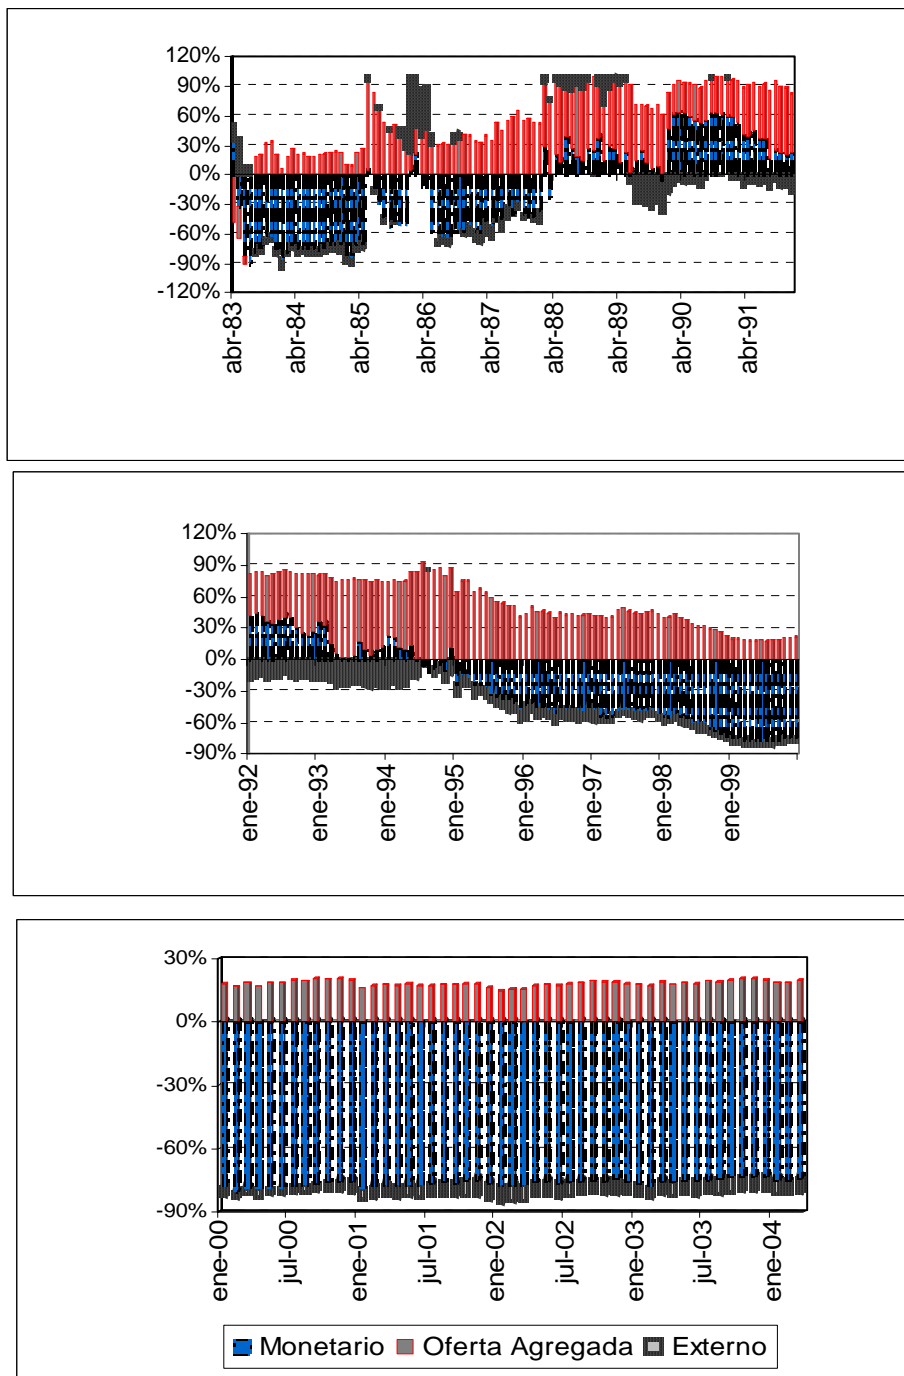 120%
90%
60%
30%
0%
-30%
-60%
-90%
-120%
abr-83
abr-84
abr-85
abr-86
abr-87
abr-88
abr-89
abr-90
abr-91
120%
90%
60%
30%
0%
-30%
-60%
-90%
ene-92
ene-93
ene-94
ene-95
ene-96
ene-97
ene-98
ene-99
30%
0%
-30%
-60%
-90%
ene-00
jul-00
ene-01
jul-01
ene-02
jul-02
ene-03
jul-03
ene-04
Monetario Oferta Agregada Externo